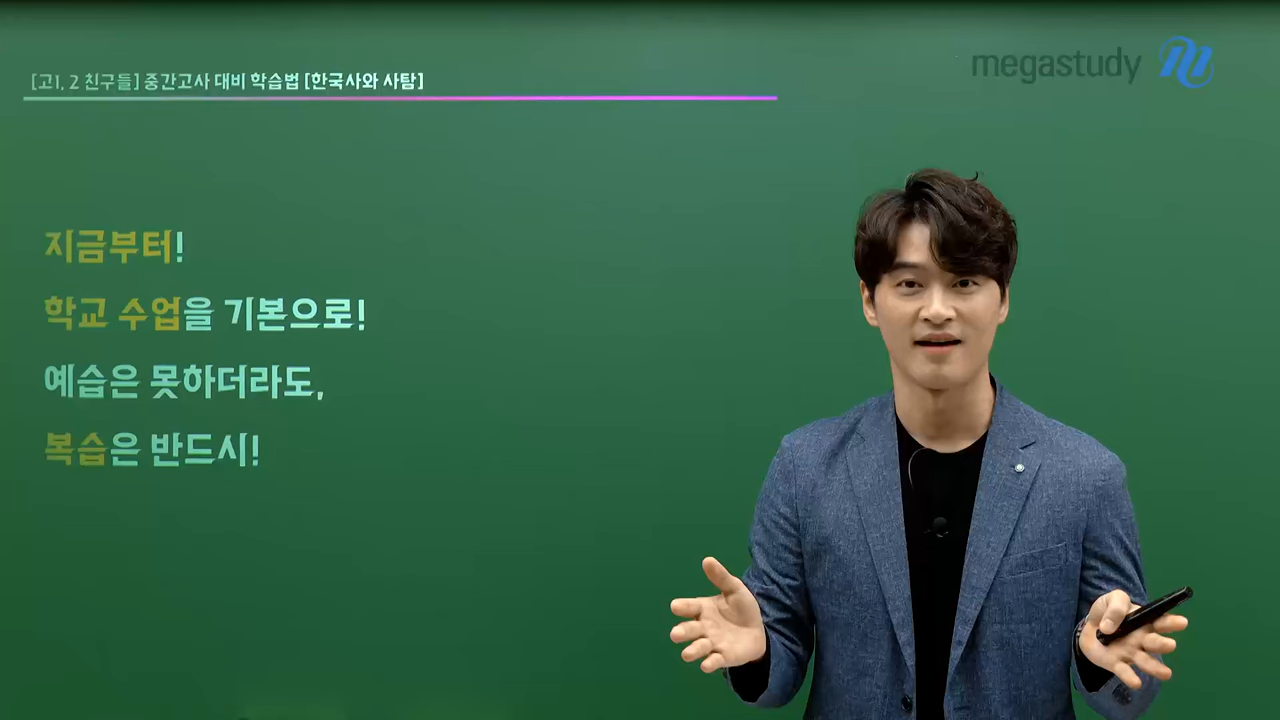 [고1, 2 친구들] 중간고사 대비 학습법 [한국사와 사탐]
megastudy
지금부터!
학교 수업을 기본으로!
예습은 못하더라도,
복습은 반드시!